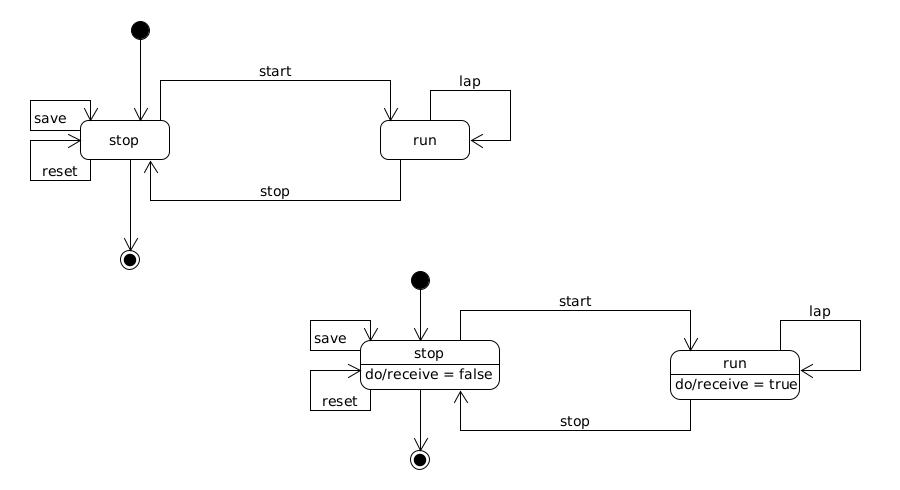 start
lap
save
stop
run
reset
stop
start
lap
save
stop
do/receive = false
run
do/receive = true
reset
stop